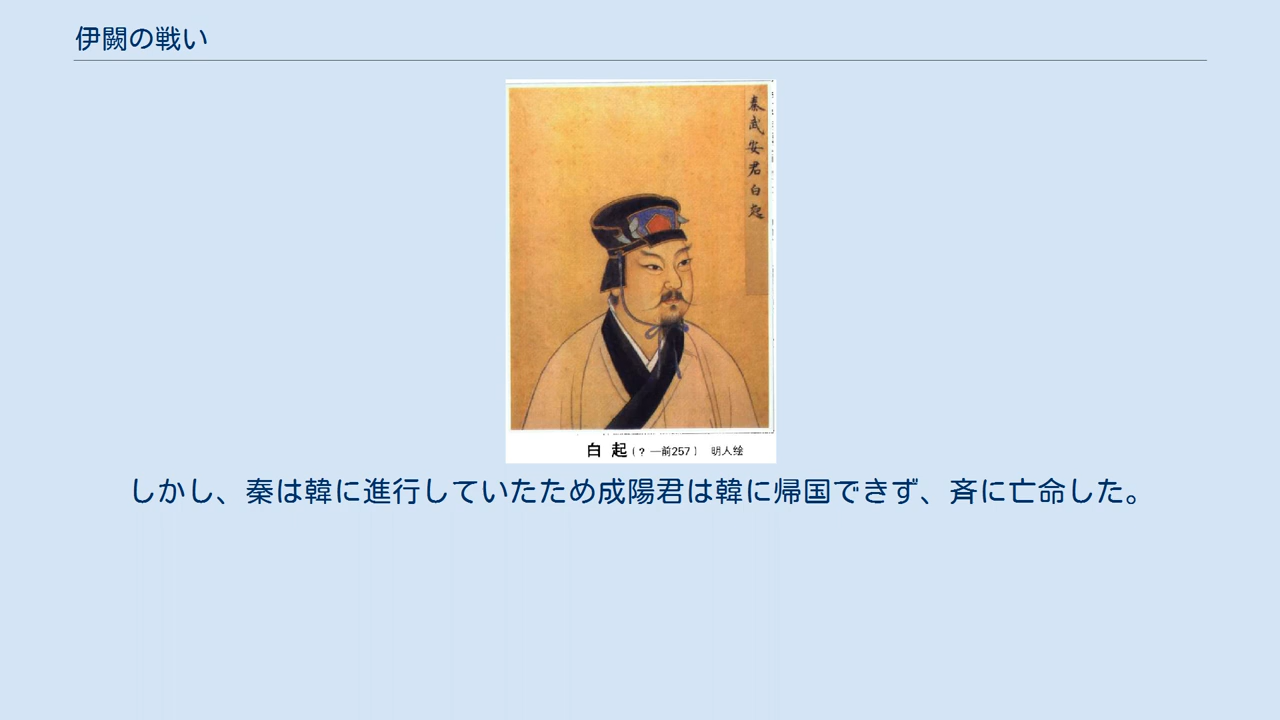 伊闕の戦い
秦武安君白起
白 起 ( ? —前257 ) 明人绘
しかし、秦は韓に進行していたため成陽君は韓に帰国できず、斉に亡命した。